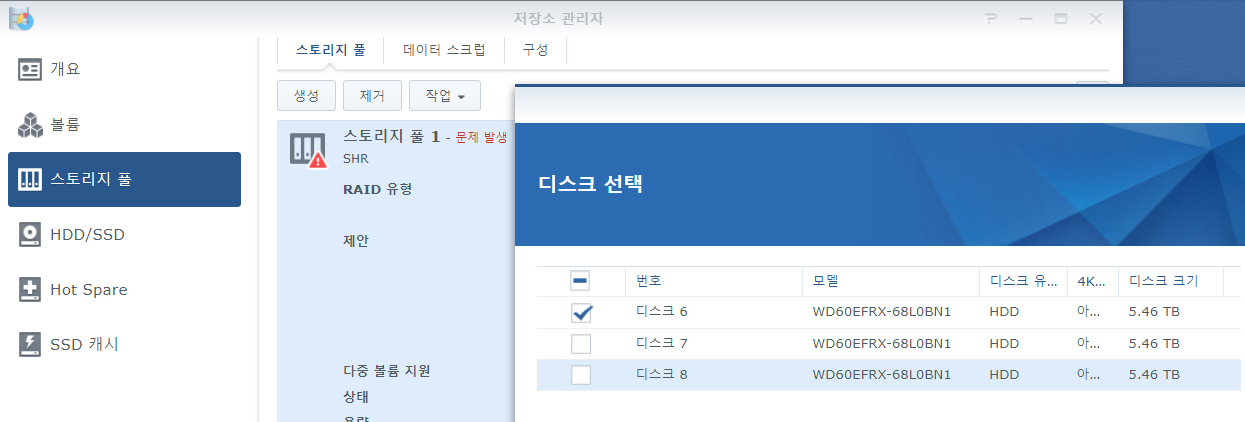 저장소 관리자
개요
볼륨
스토리지 풀
HDD/SSD
Hot Spare
SSD 캐시
스토리지 풀 데이터 스크럽 구성
생성 제거 작업
스토리지 풀 1 - 문제 발생
SHR
RAID 유형
제안
다중 볼륨 지원
상태
용량
디스크 선택
번호 모델 디스크 유... 4K... 디스크 크기
디스크 6 WD60EFRX-68L0BN1 HDD 아... 5.46 TB
디스크 7 WD60EFRX-68L0BN1 HDD 아... 5.46 TB
디스크 8 WD60EFRX-68L0BN1 HDD 아... 5.46 TB